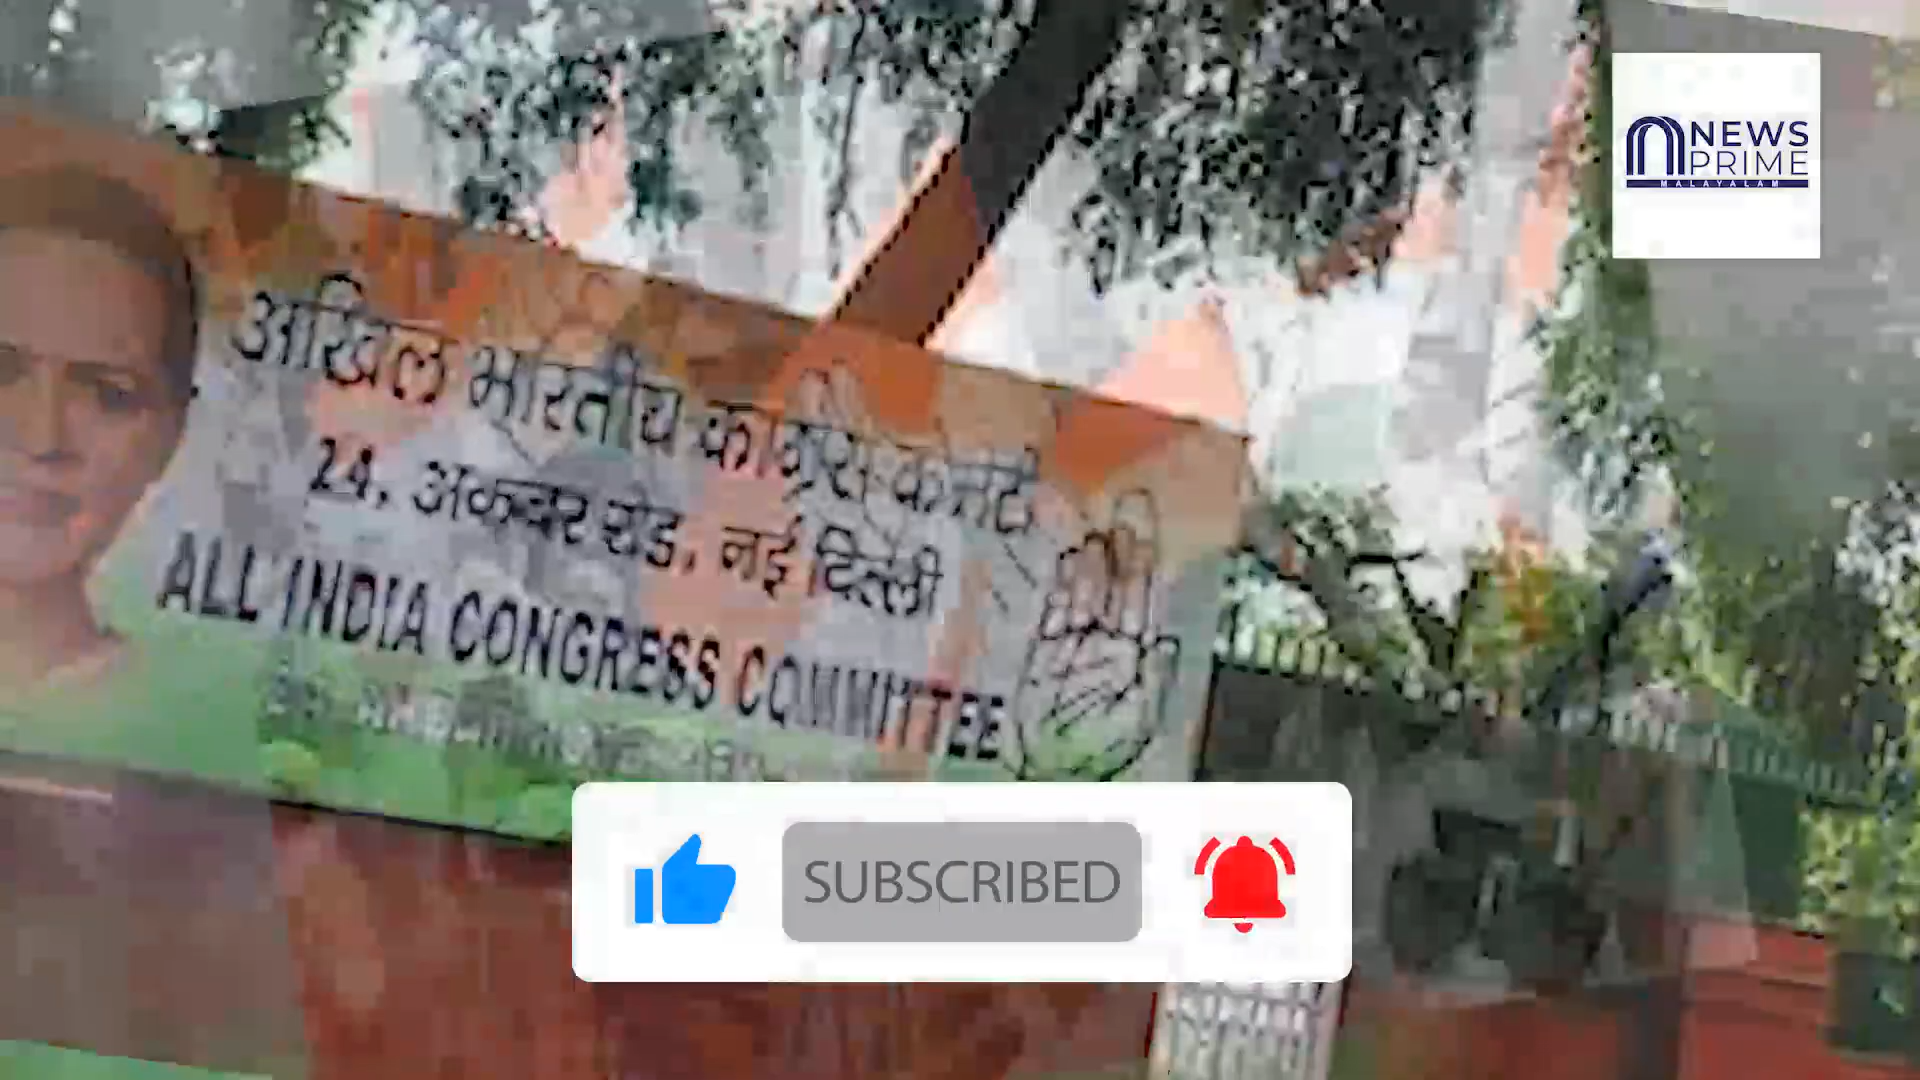 NEWS
PRIME
MALAYALAM
अखिल भारतीय कांग्रेस कमेटी
24, अकबर रोड, नई दिल्ली
ALL INDIA CONGRESS COMMITTEE
SUBSCRIBED